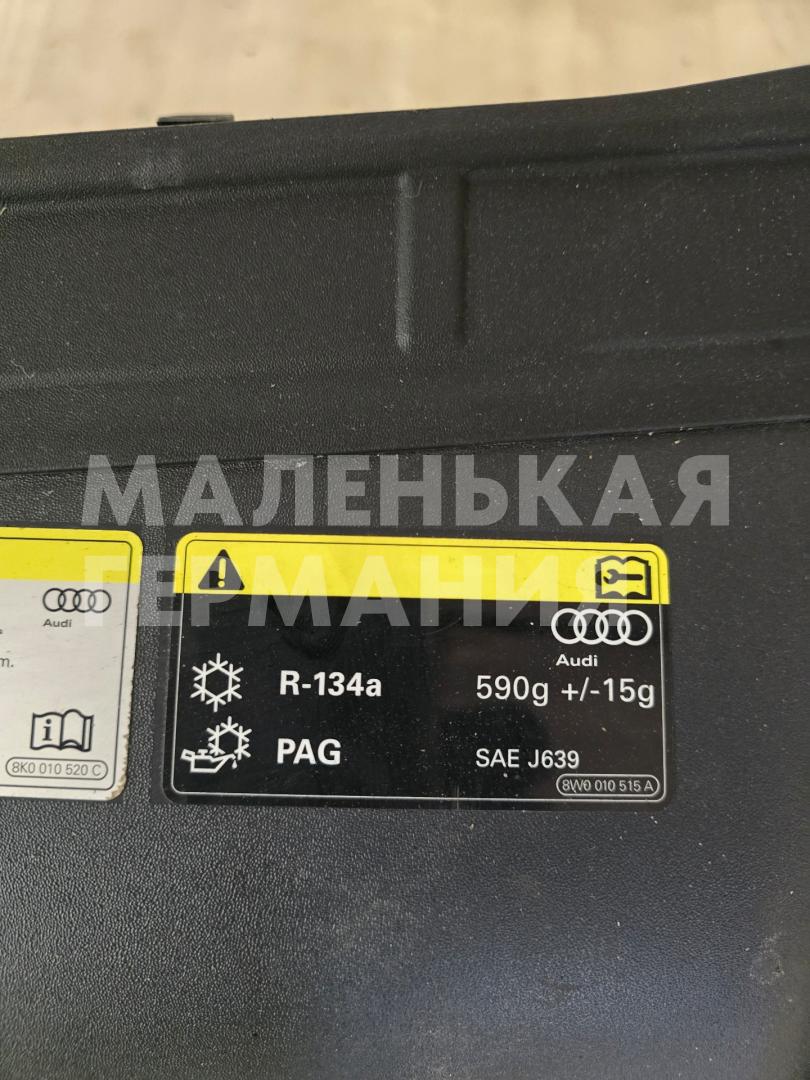 МАЛЕНЬКАЯ
ГЕРМАНИЯ
Audi
m.
i
8K0 010 520 C
!
Audi
R-134a 590g +/-15g
PAG SAE J639
8W0 010 515 A